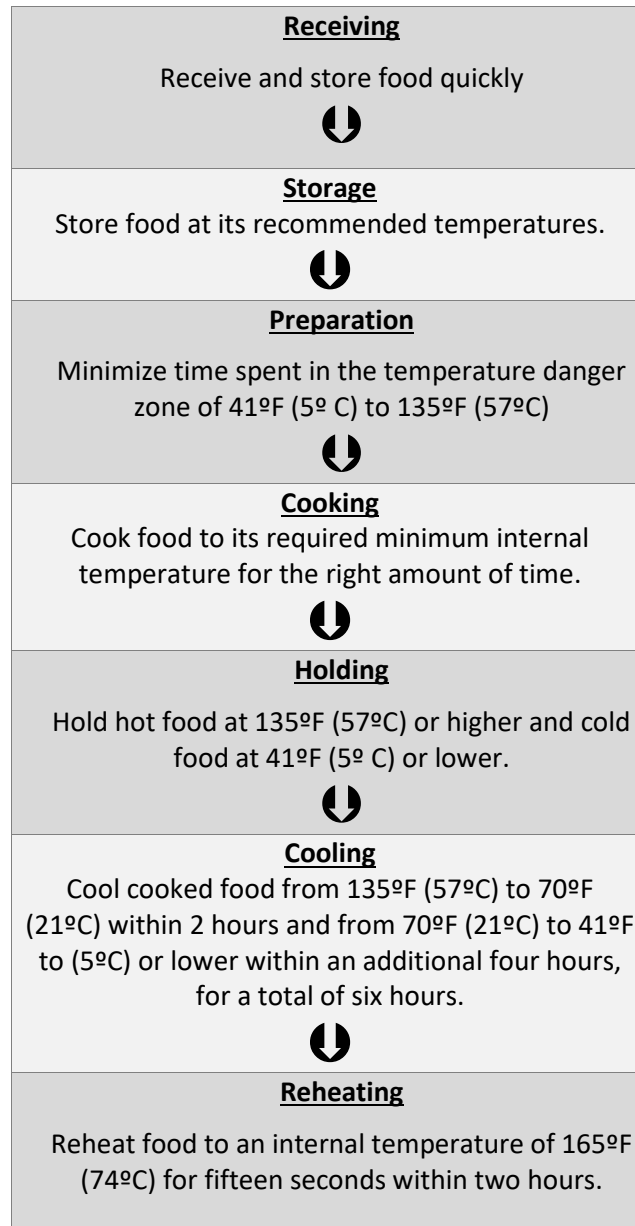 Receiving
Receive and store food quickly
Storage
Store food at its recommended temperatures.
Preparation
Minimize time spent in the temperature danger
zone of 41ºF (5º C) to 135ºF (57ºC)
Cooking
Cook food to its required minimum internal
temperature for the right amount of time.
Holding
Hold hot food at 135ºF (57ºC) or higher and cold
food at 41ºF (5º C) or lower.
Cooling
Cool cooked food from 135ºF (57ºC) to 70ºF
(21ºC) within 2 hours and from 70ºF (21ºC) to 41ºF
to (5ºC) or lower within an additional four hours,
for a total of six hours.
Reheating
Reheat food to an internal temperature of 165ºF
(74ºC) for fifteen seconds within two hours.